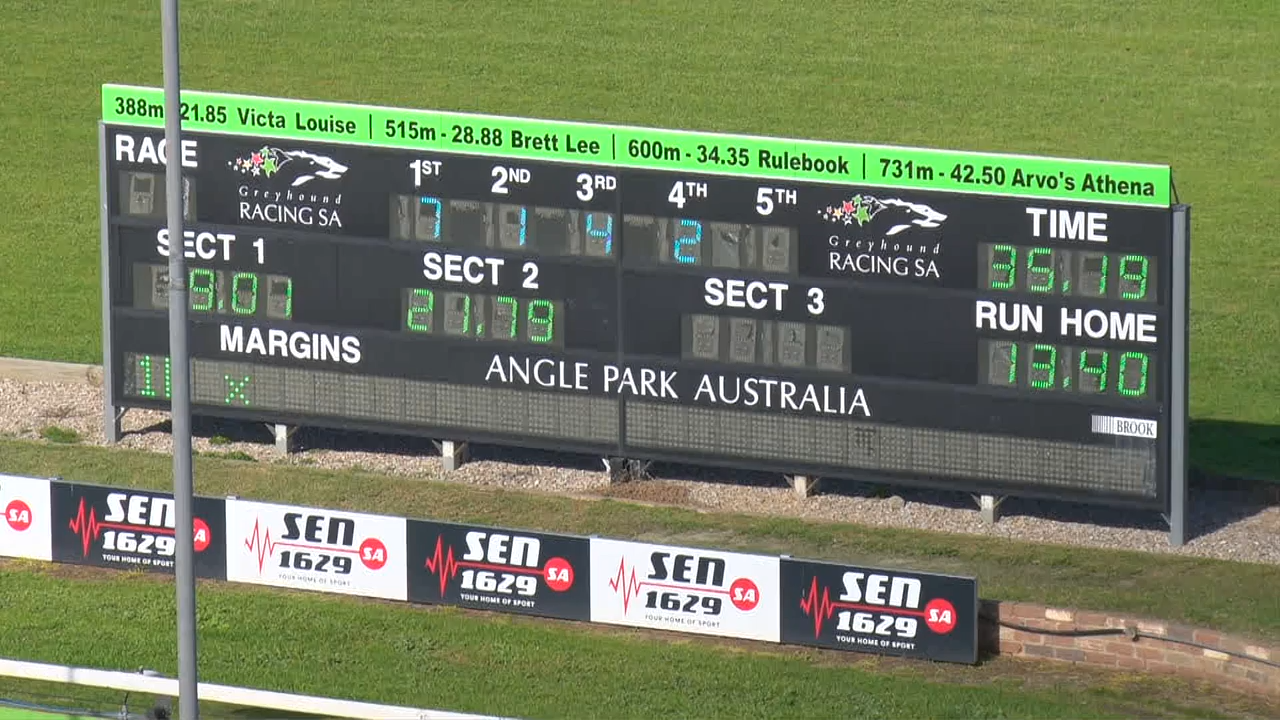 388m 21.85 Victa Louise | 515m - 28.88 Brett Lee | 600m - 34.35 Rulebook | 731m - 42.50 Arvo's Athena
RACE
Greyhound
RACING SA
1ST 2ND 3RD 4TH 5TH
7 1 4 2
Greyhound
RACING SA
TIME
35.19
SECT 1
9.01
SECT 2
21.79
SECT 3
RUN HOME
13.40
MARGINS
ANGLE PARK AUSTRALIA
BROOK
SA
SEN
1629
SA
YOUR HOME OF SPORT
SEN
1629
SA
YOUR HOME OF SPORT
SEN
1629
SA
YOUR HOME OF SPORT
SEN
1629
SA
YOUR HOME OF SPORT
SEN
1629
SA
YOUR HOME OF SPORT